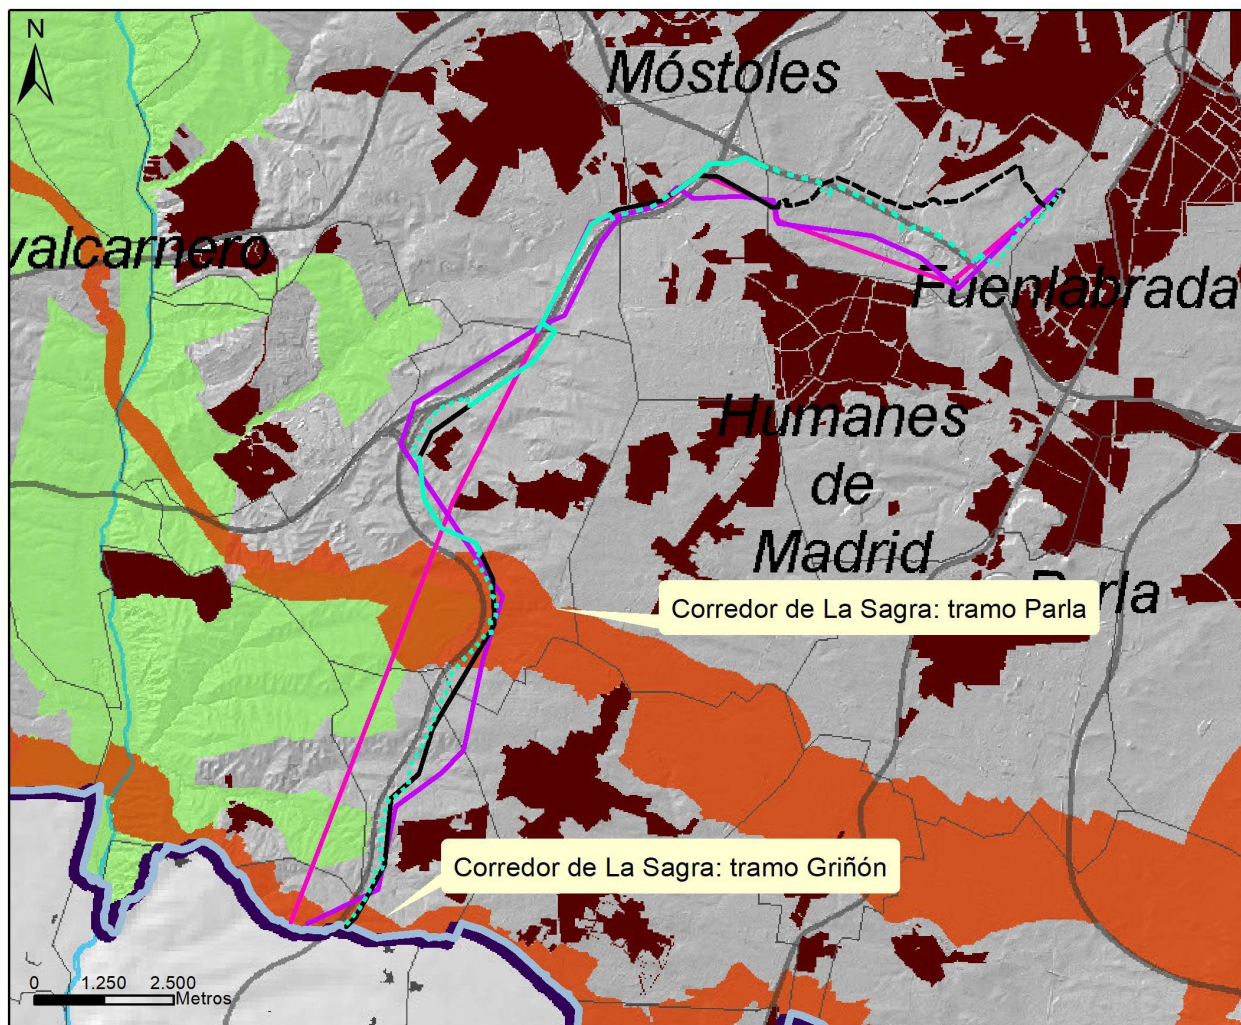 N
Móstoles
valcarnero
Fuenlabrada
Humanes
de
Madrid
Parla
Corredor de La Sagra: tramo Parla
Corredor de La Sagra: tramo Griñón
0 1.250 2.500
Metros